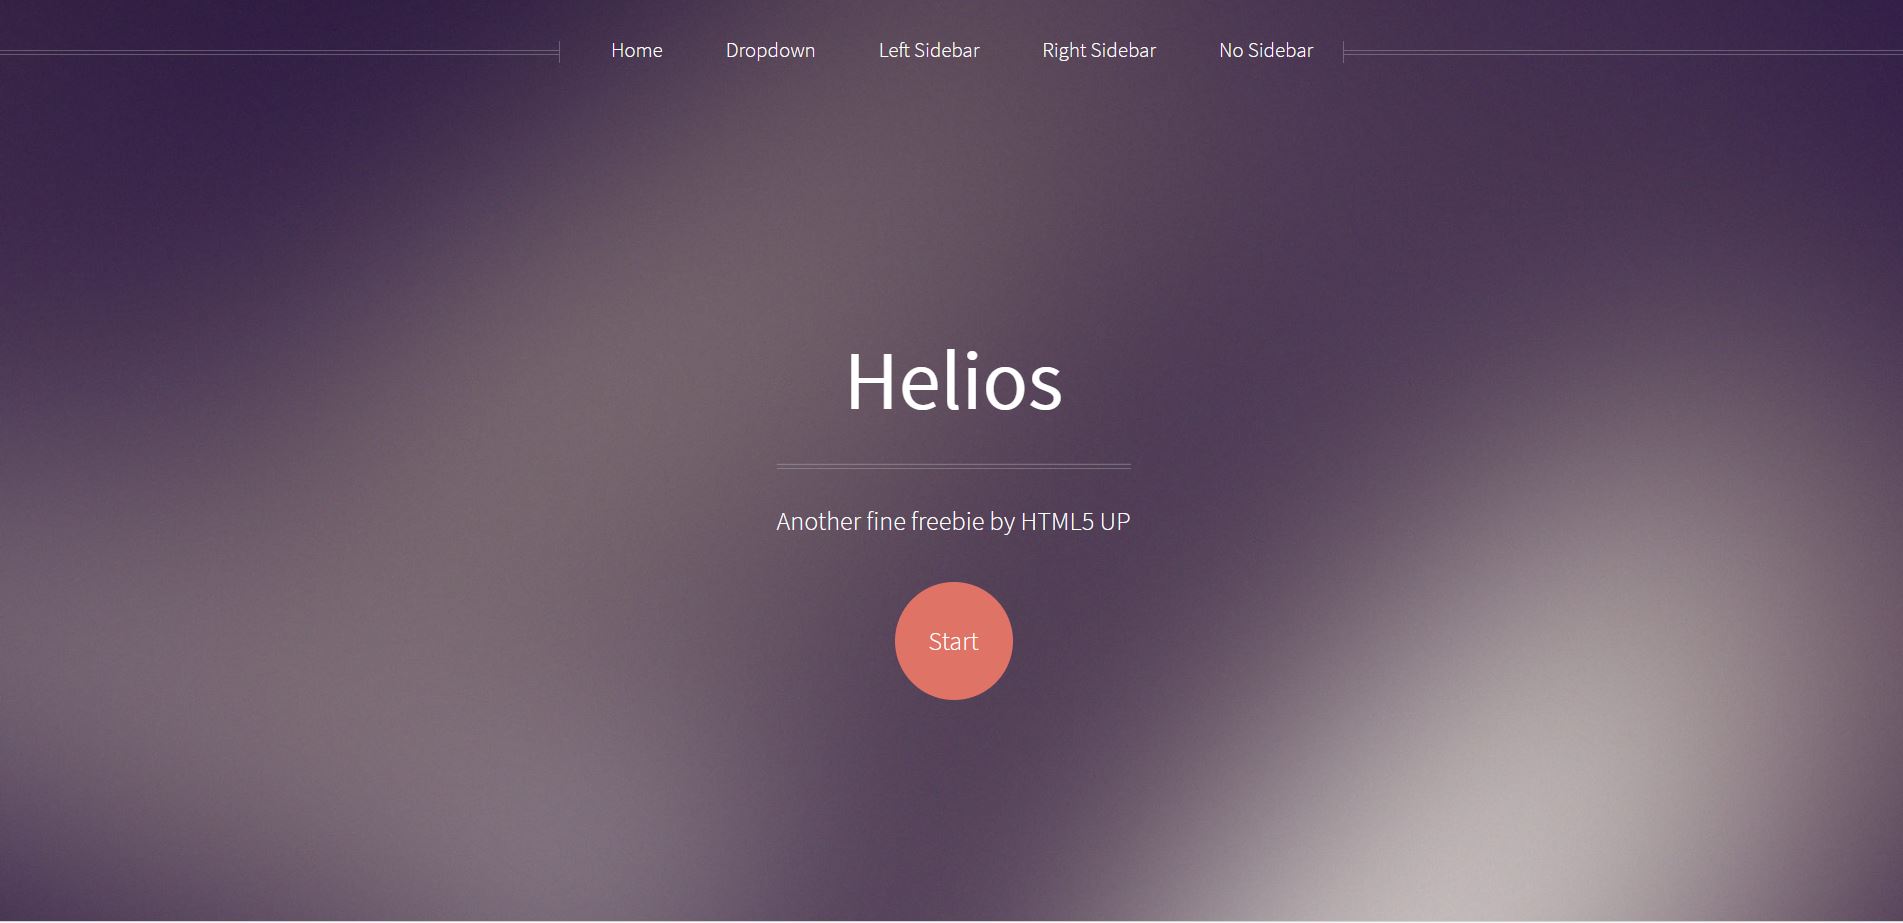 Home Dropdown Left Sidebar Right Sidebar No Sidebar
Helios
Another fine freebie by HTML5 UP
Start